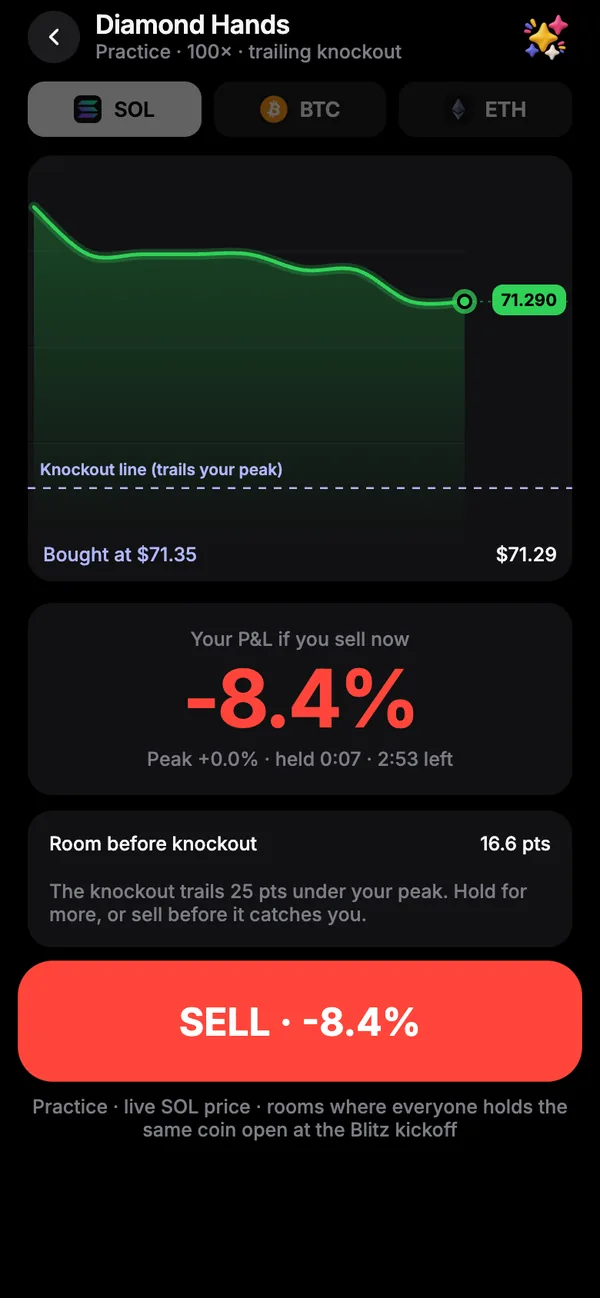 Diamond Hands
Practice · 100× · trailing knockout
SOL
BTC
ETH
71.290
Knockout line (trails your peak)
Bought at $71.35
$71.29
Your P&L if you sell now
-8.4%
Peak +0.0% · held 0:07 · 2:53 left
Room before knockout
16.6 pts
The knockout trails 25 pts under your peak. Hold for
more, or sell before it catches you.
SELL · -8.4%
Practice · live SOL price · rooms where everyone holds the
same coin open at the Blitz kickoff